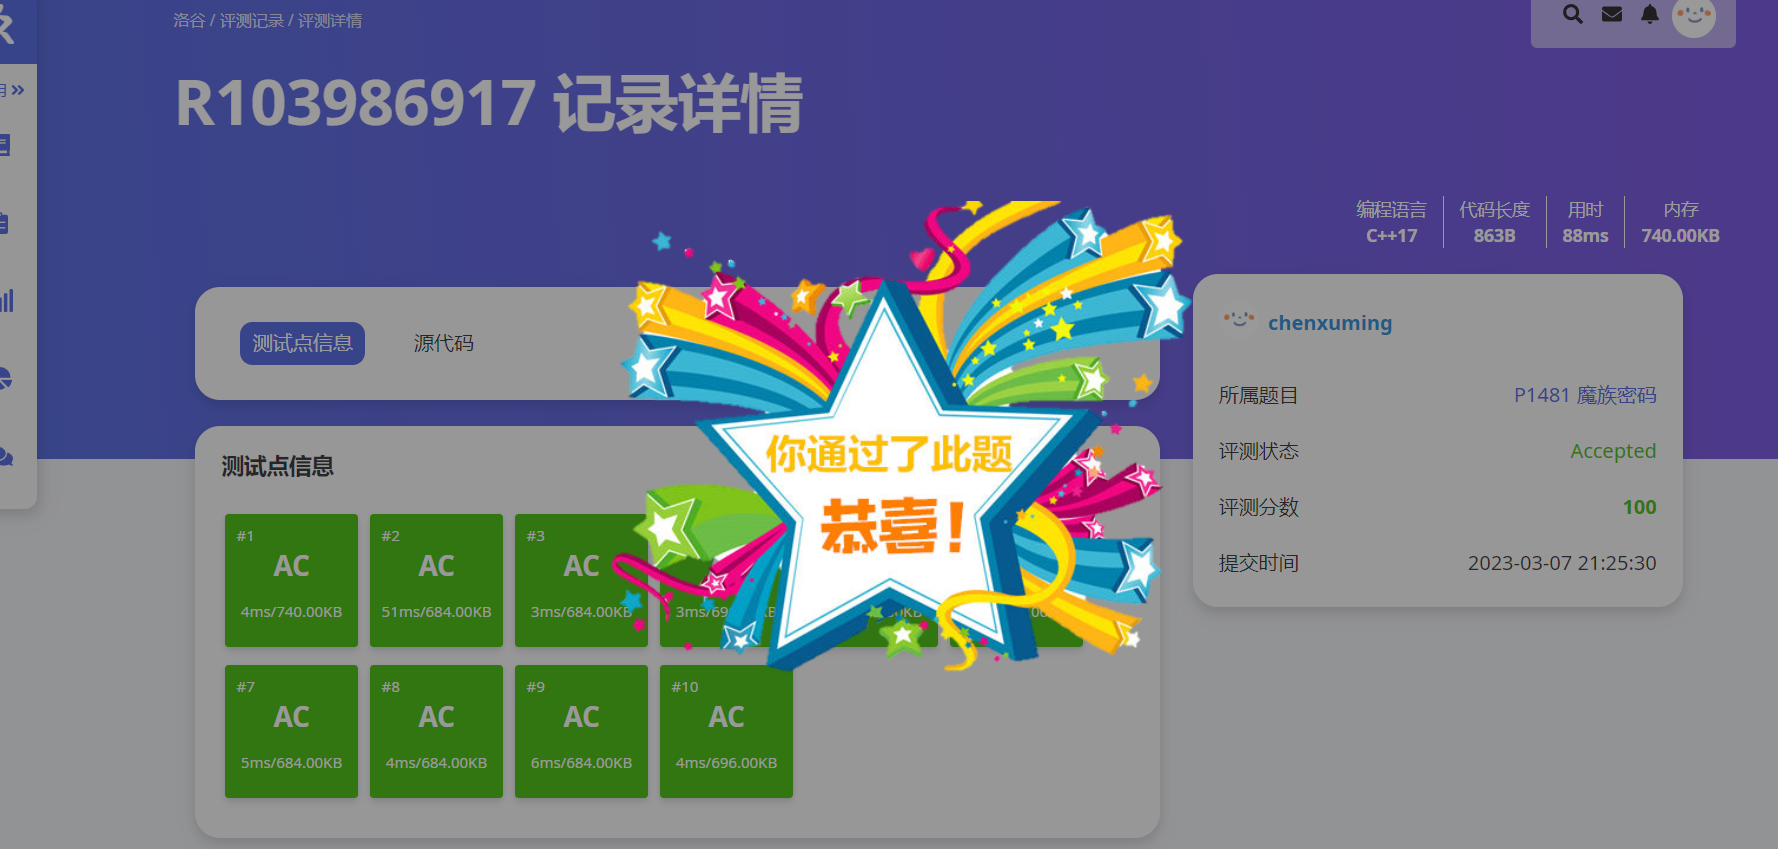 洛谷 / 评测记录 / 评测详情
R103986917 记录详情
编程语言
C++17
代码长度
863B
用时
88ms
内存
740.00KB
测试点信息
源代码
chenxuming
所属题目
P1481 魔族密码
评测状态
Accepted
评测分数
100
提交时间
2023-03-07 21:25:30
你通过了此题
恭喜!
测试点信息
#1
AC
4ms/740.00KB
#2
AC
51ms/684.00KB
#3
AC
3ms/684.00KB
#7
AC
5ms/684.00KB
#8
AC
4ms/684.00KB
#9
AC
6ms/684.00KB
#10
AC
4ms/696.00KB